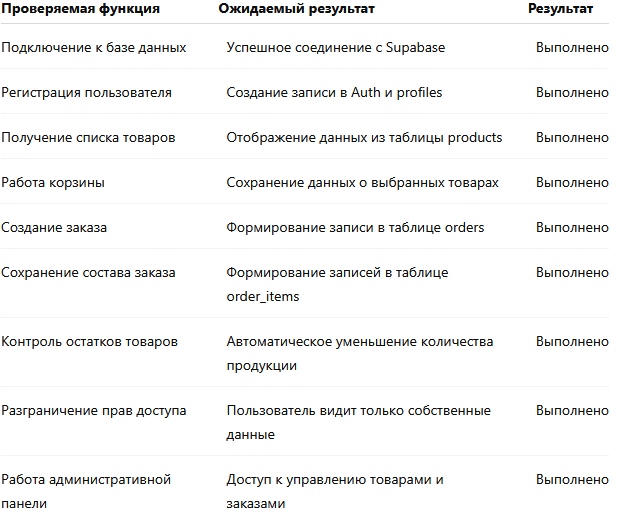 Проверяемая функция Ожидаемый результат Результат
Подключение к базе данных Успешное соединение с Supabase Выполнено
Регистрация пользователя Создание записи в Auth и profiles Выполнено
Получение списка товаров Отображение данных из таблицы products Выполнено
Работа корзины Сохранение данных о выбранных товарах Выполнено
Создание заказа Формирование записи в таблице orders Выполнено
Сохранение состава заказа Формирование записей в таблице Выполнено
order_items
Контроль остатков товаров Автоматическое уменьшение количества Выполнено
продукции
Разграничение прав доступа Пользователь видит только собственные Выполнено
данные
Работа административной Доступ к управлению товарами и Выполнено
панели заказами